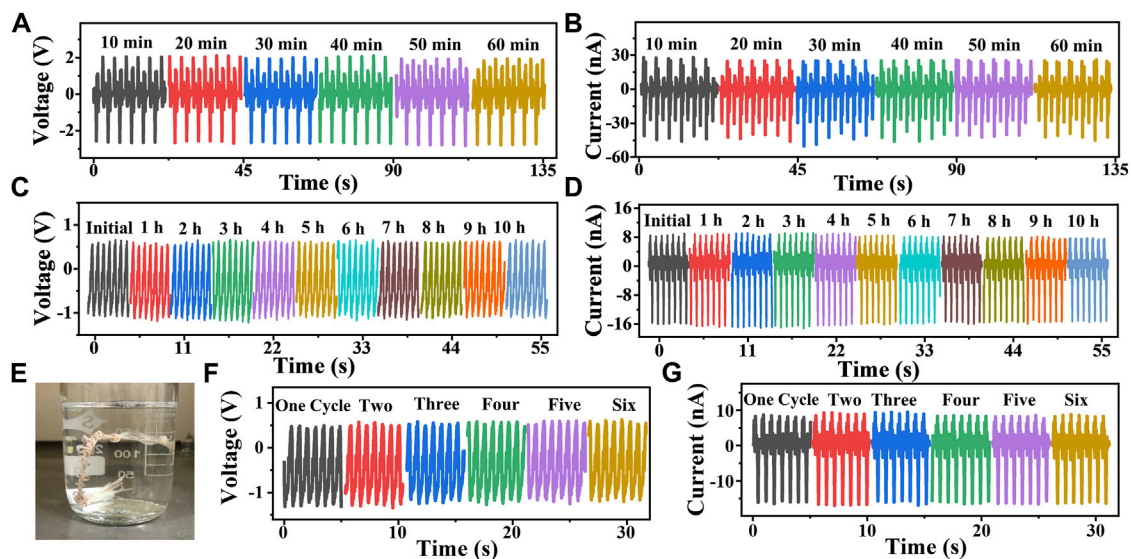 A
Voltage (V)
2
0
-2
10 min 20 min 30 min 40 min 50 min 60 min
0 45 90 135
Time (s)
B
Current (nA)
30
0
-30
-60
10 min 20 min 30 min 40 min 50 min 60 min
0 45 90 135
Time (s)
C
Voltage (V)
1
0
-1
Initial 1 h 2 h 3 h 4 h 5 h 6 h 7 h 8 h 9 h 10 h
0 11 22 33 44 55
Time (s)
D
Current (nA)
16
8
0
-8
-16
Initial 1 h 2 h 3 h 4 h 5 h 6 h 7 h 8 h 9 h 10 h
0 11 22 33 44 55
Time (s)
E
100
50
F
Voltage (V)
1
0
-1
One Cycle Two Three Four Five Six
0 10 20 30
Time (s)
G
Current (nA)
10
0
-10
One Cycle Two Three Four Five Six
0 10 20 30
Time (s)